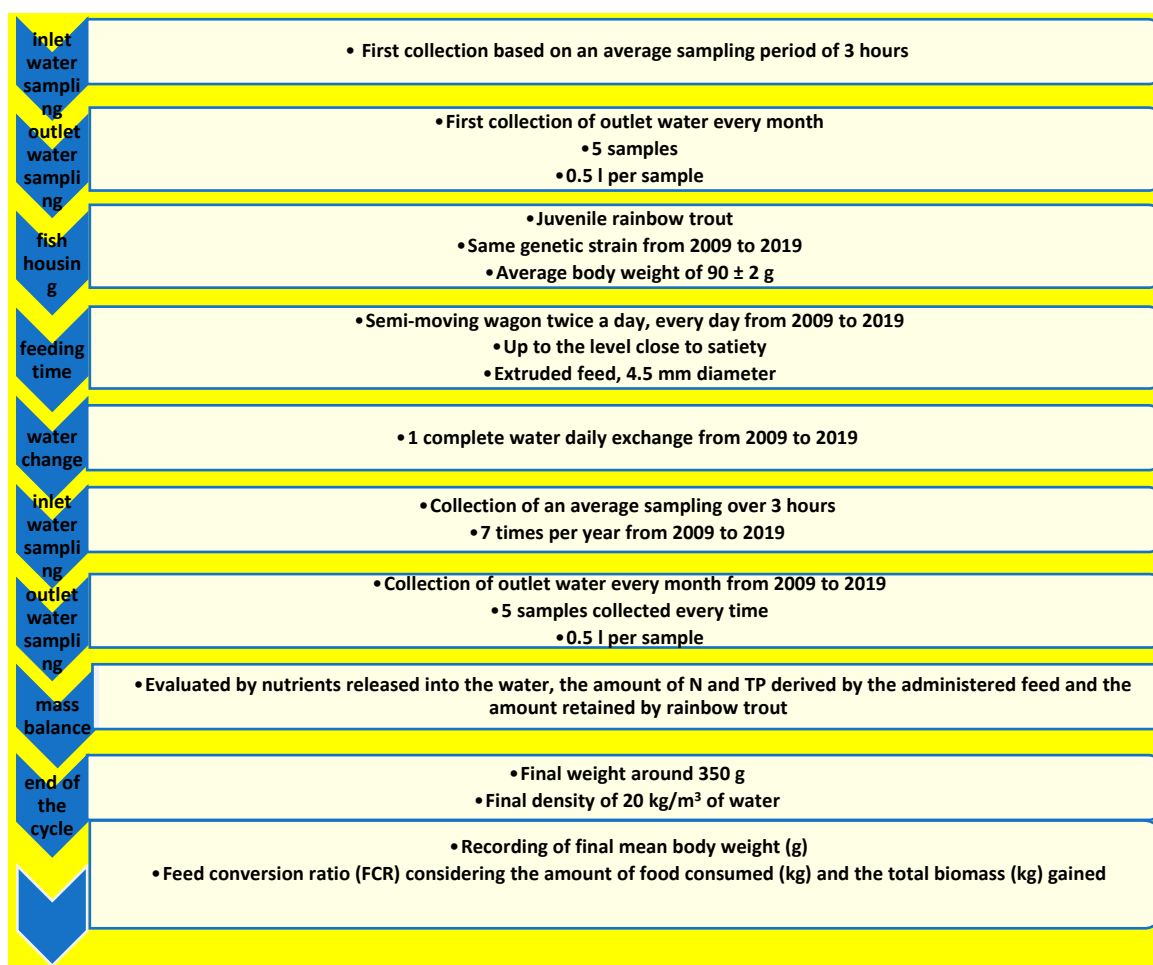 inlet
water
sampli
ng
• First collection based on an average sampling period of 3 hours
outlet
water
sampli
ng
•First collection of outlet water every month
•5 samples
•0.5 l per sample
fish
housin
g
•Juvenile rainbow trout
•Same genetic strain from 2009 to 2019
•Average body weight of 90 ± 2 g
feeding
time
•Semi-moving wagon twice a day, every day from 2009 to 2019
•Up to the level close to satiety
•Extruded feed, 4.5 mm diameter
water
change
•1 complete water daily exchange from 2009 to 2019
inlet
water
sampli
ng
•Collection of an average sampling over 3 hours
•7 times per year from 2009 to 2019
outlet
water
sampli
ng
•Collection of outlet water every month from 2009 to 2019
•5 samples collected every time
•0.5 l per sample
mass
balance
•Evaluated by nutrients released into the water, the amount of N and TP derived by the administered feed and the
amount retained by rainbow trout
end of
the
cycle
•Final weight around 350 g
•Final density of 20 kg/m³ of water
•Recording of final mean body weight (g)
•Feed conversion ratio (FCR) considering the amount of food consumed (kg) and the total biomass (kg) gained